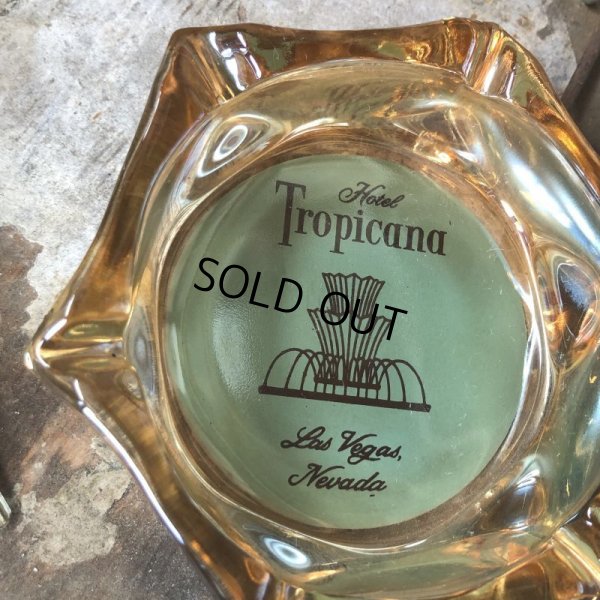 Hotel
Tropicana
SOLD OUT
Las Vegas,
Nevada